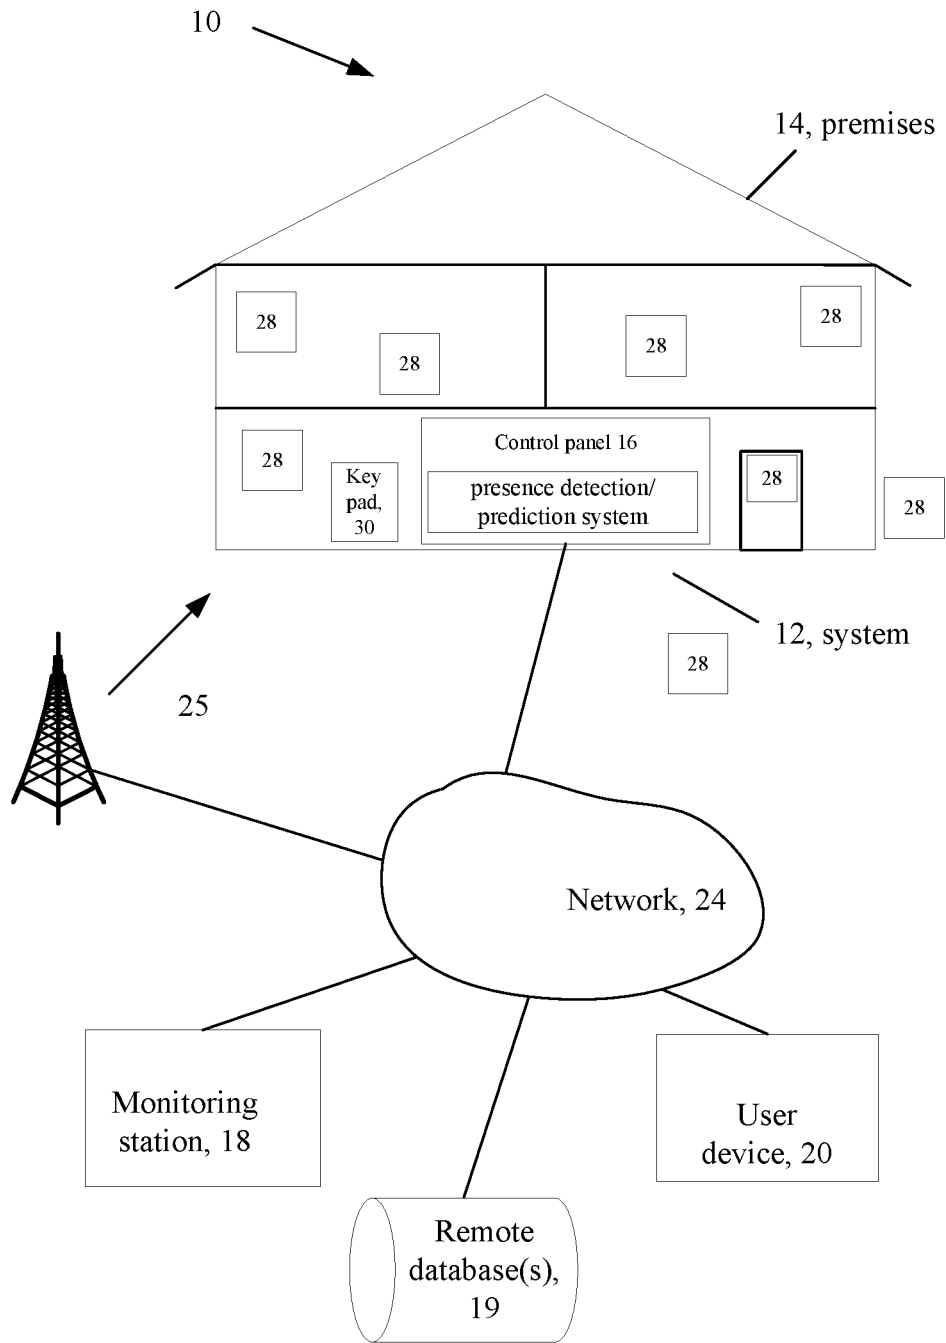 10
14, premises
28
28
28
28
28
Key
pad,
30
Control panel 16
presence detection/
prediction system
28
28
12, system
28
25
Network, 24
Monitoring
station, 18
User
device, 20
Remote
database(s),
19